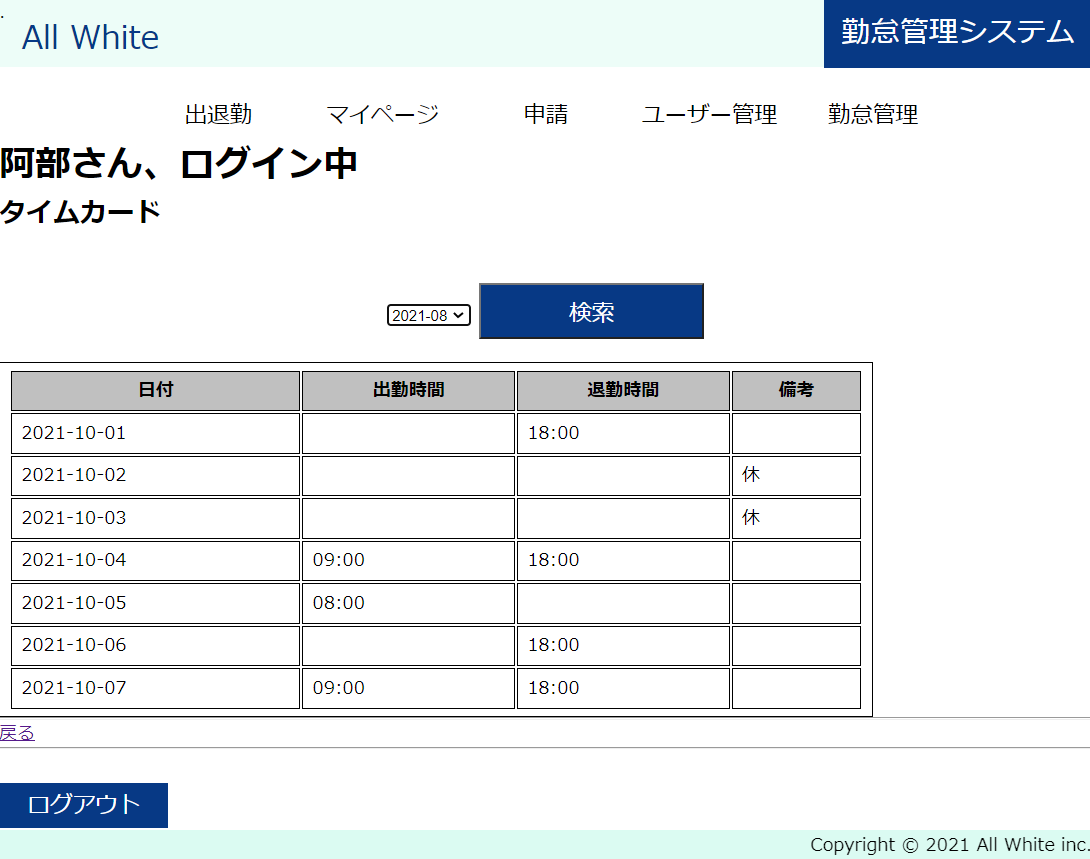 .
All White
勤怠管理システム
出退勤 マイページ 申請 ユーザー管理 勤怠管理
阿部さん、ログイン中
タイムカード
2021-08 検索
日付 出勤時間 退勤時間 備考
2021-10-01 18:00
2021-10-02 休
2021-10-03 休
2021-10-04 09:00 18:00
2021-10-05 08:00
2021-10-06 18:00
2021-10-07 09:00 18:00
戻る
ログアウト
Copyright © 2021 All White inc.